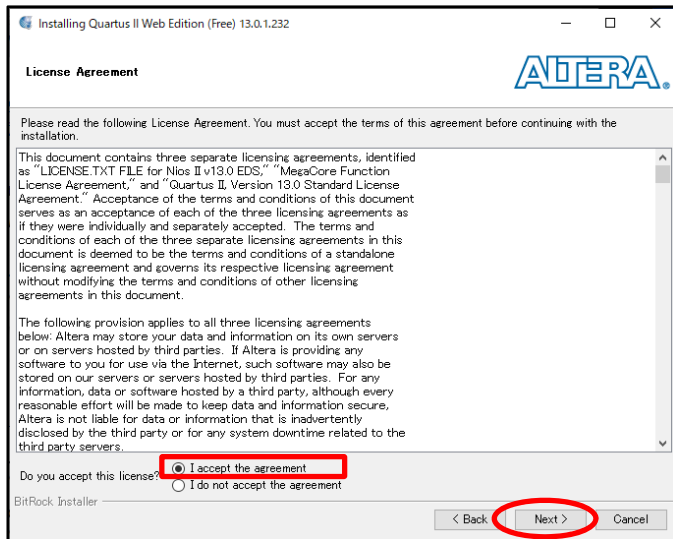 Installing Quartus II Web Edition (Free) 13.0.1.232
License Agreement
ALTERA®
Please read the following License Agreement. You must accept the terms of this agreement before continuing with the
installation.
This document contains three separate licensing agreements, identified
as "LICENSE.TXT FILE for Nios II v13.0 EDS," "MegaCore Function
License Agreement," and "Quartus II, Version 13.0 Standard License
Agreement." Acceptance of the terms and conditions of this document
serves as an acceptance of each of the three licensing agreements as
if they were individually and separately accepted.  The terms and
conditions of each of the three separate licensing agreements in this
document is deemed to be the terms and conditions of a standalone
licensing agreement and governs its respective licensing agreement
without modifying the terms and conditions of other licensing
agreements in this document.
The following provision applies to all three licensing agreements
below: Altera may store your data and information on its own servers
or on servers hosted by third parties.  If Altera is providing any
software to you for use via the Internet, such software may also be
stored on our servers or servers hosted by third parties.  For any
information, data or software hosted by a third party, although every
reasonable effort will be made to keep data and information secure,
Altera is not liable for data or information that is inadvertently
disclosed by the third party or for any system downtime related to the
third party servers.
Do you accept this license?
I accept the agreement
I do not accept the agreement
BitRock Installer
< Back
Next >
Cancel